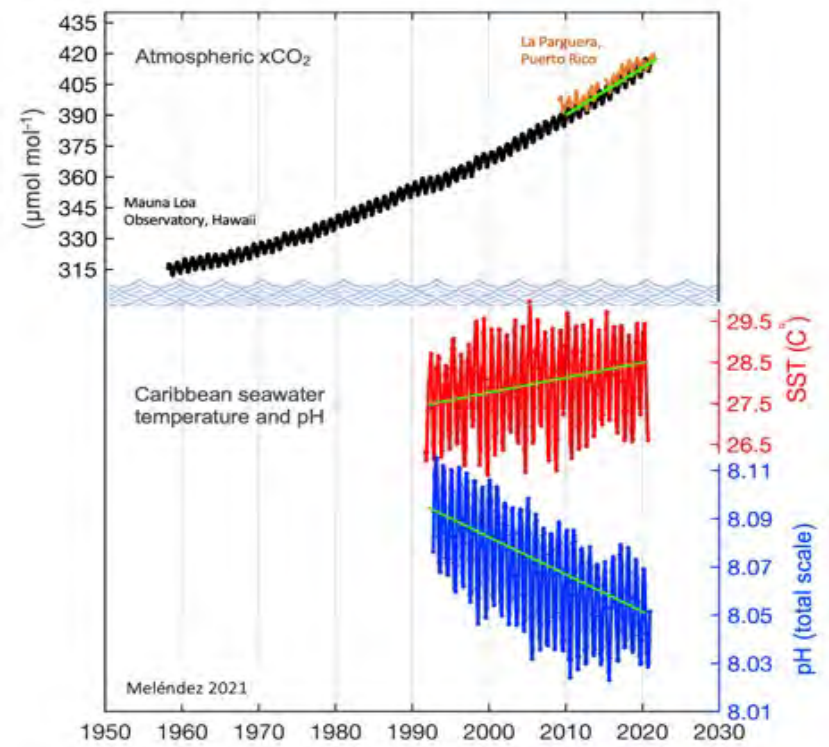 435
420
405
390
375
360
345
330
315
(µmol mol⁻¹)
Atmospheric xCO₂
La Parguera,
Puerto Rico
Mauna Loa
Observatory, Hawaii
29.5
28.5
27.5
26.5
SST (C°)
Caribbean seawater
temperature and pH
8.11
8.09
8.07
8.05
8.03
8.01
pH (total scale)
Meléndez 2021
1950 1960 1970 1980 1990 2000 2010 2020 2030